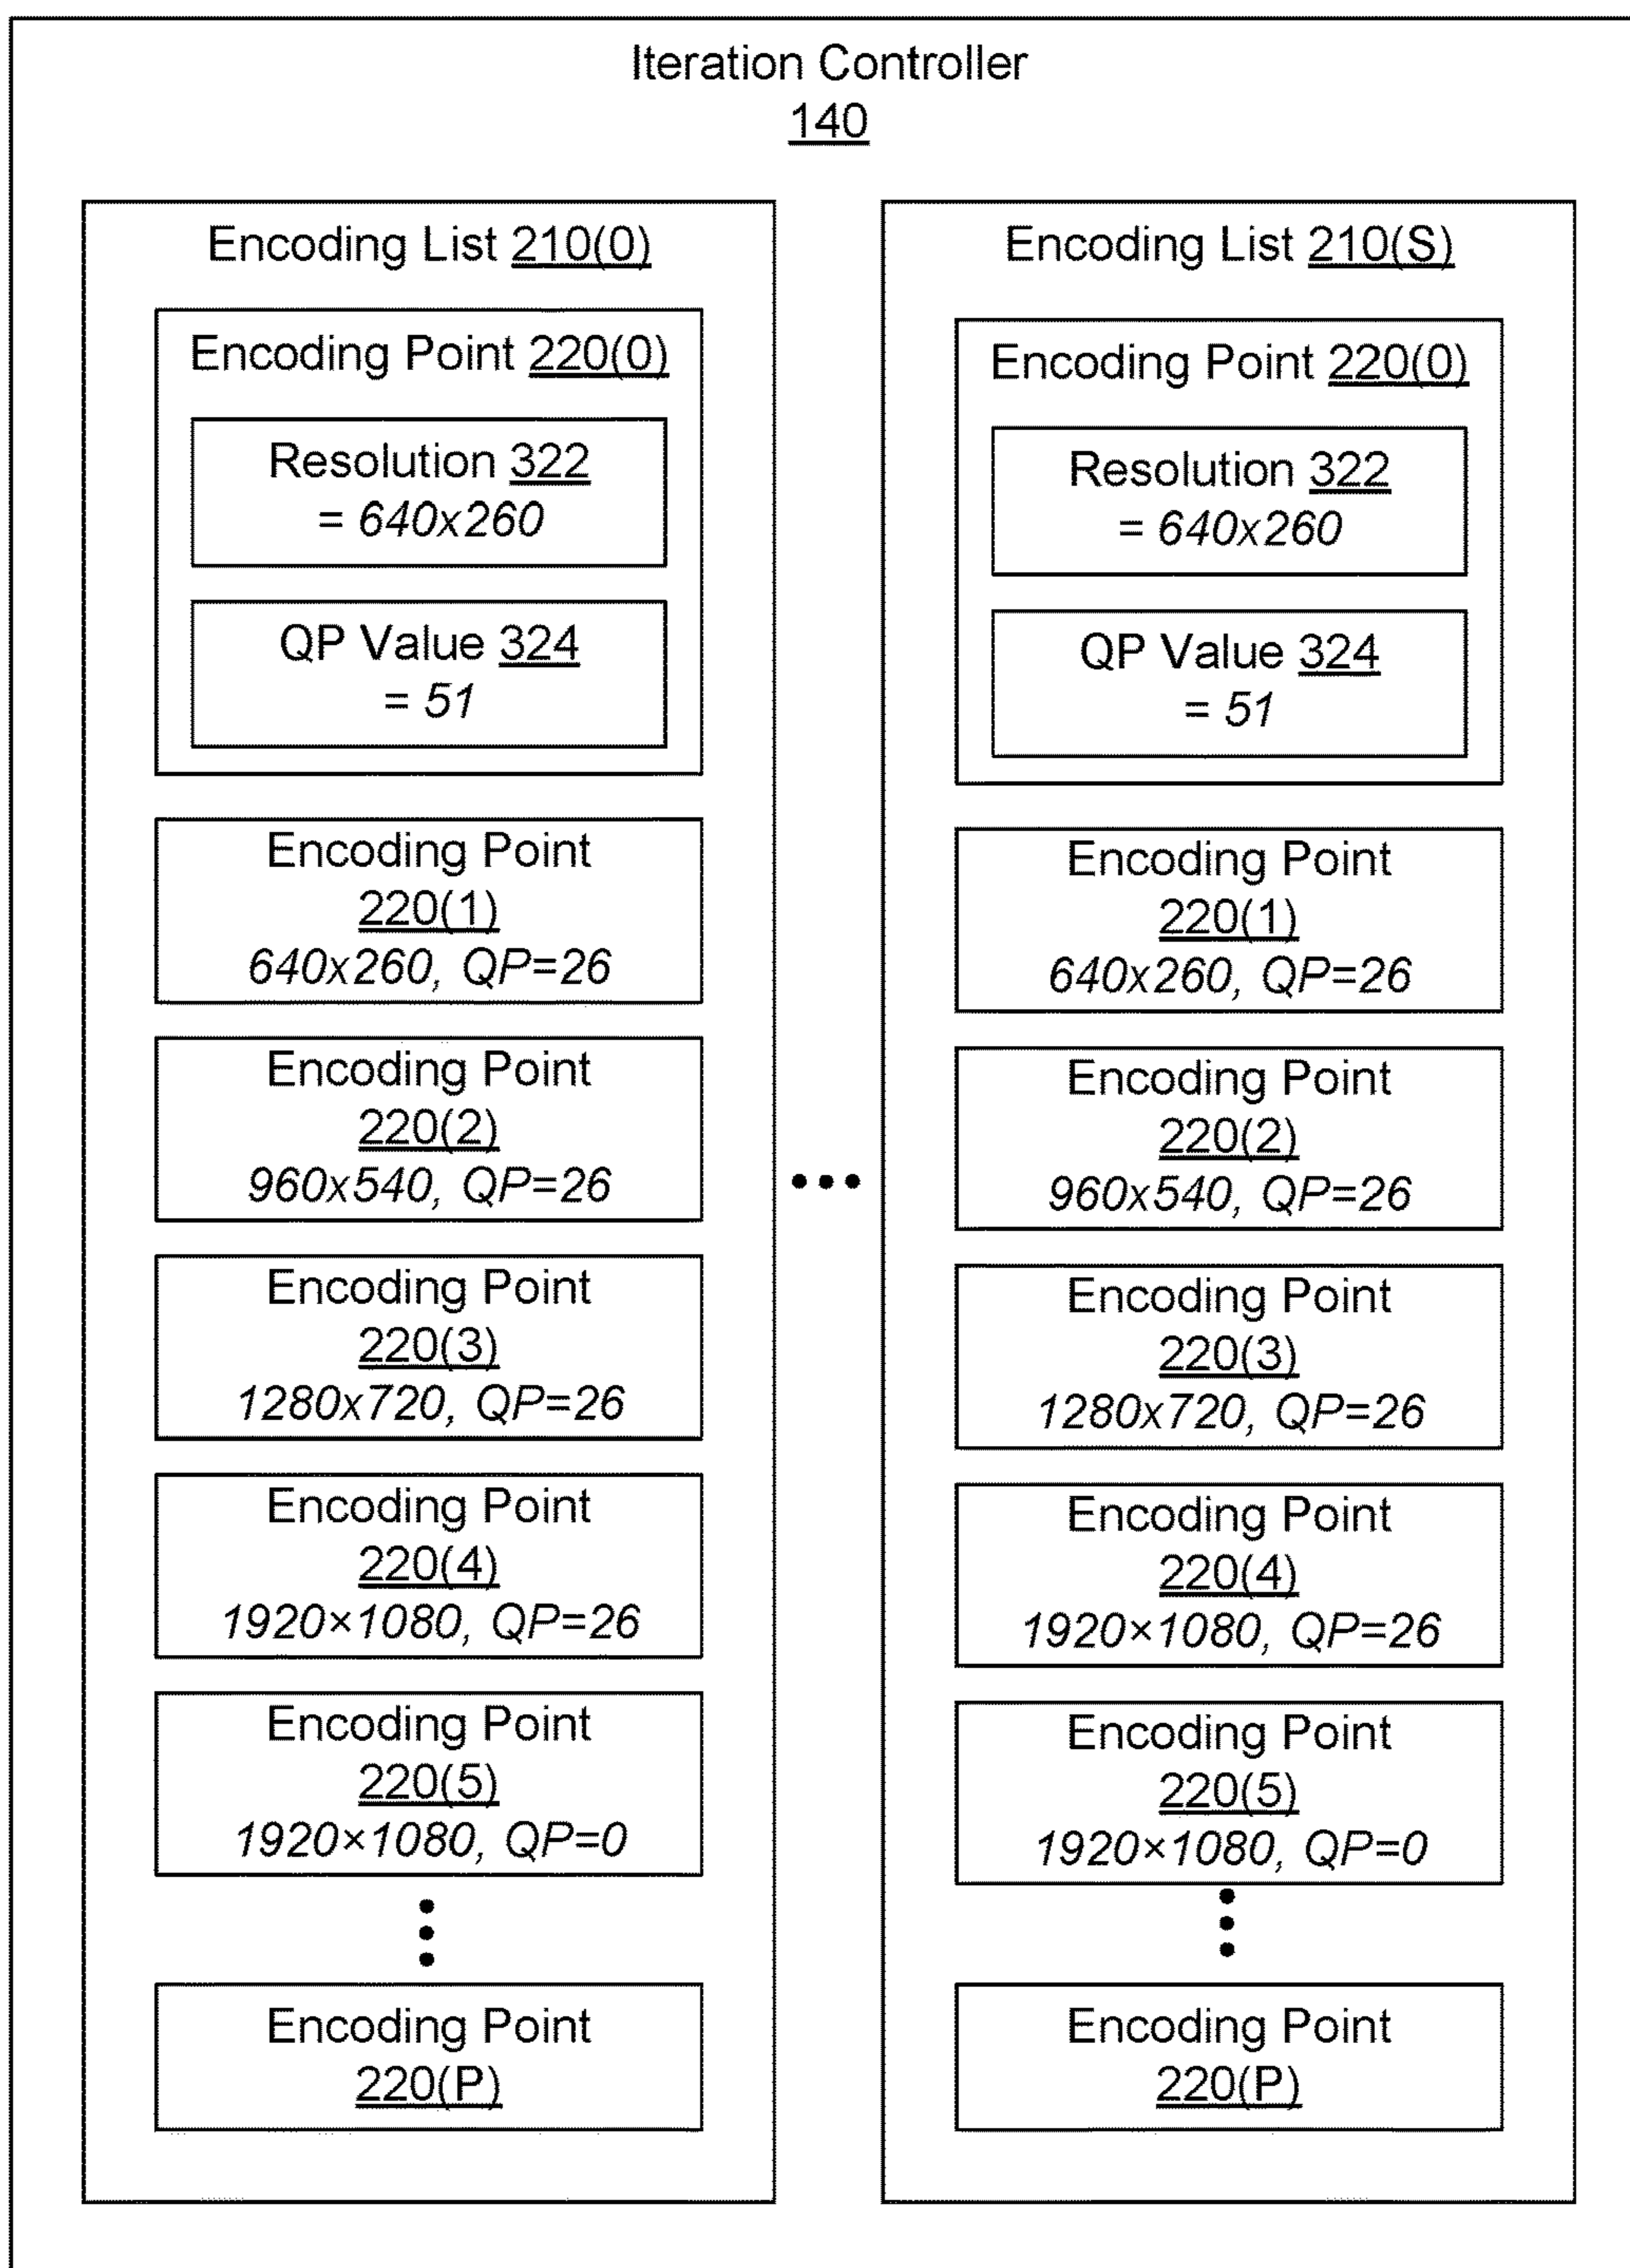 Iteration Controller
140
Encoding List 210(0)
Encoding Point 220(0)
Resolution 322
= 640x260
QP Value 324
= 51
Encoding Point
220(1)
640x260, QP=26
Encoding Point
220(2)
960x540, QP=26
Encoding Point
220(3)
1280x720, QP=26
Encoding Point
220(4)
1920×1080, QP=26
Encoding Point
220(5)
1920×1080, QP=0
Encoding Point
220(P)
Encoding List 210(S)
Encoding Point 220(0)
Resolution 322
= 640x260
QP Value 324
= 51
Encoding Point
220(1)
640x260, QP=26
Encoding Point
220(2)
960x540, QP=26
Encoding Point
220(3)
1280x720, QP=26
Encoding Point
220(4)
1920×1080, QP=26
Encoding Point
220(5)
1920×1080, QP=0
Encoding Point
220(P)